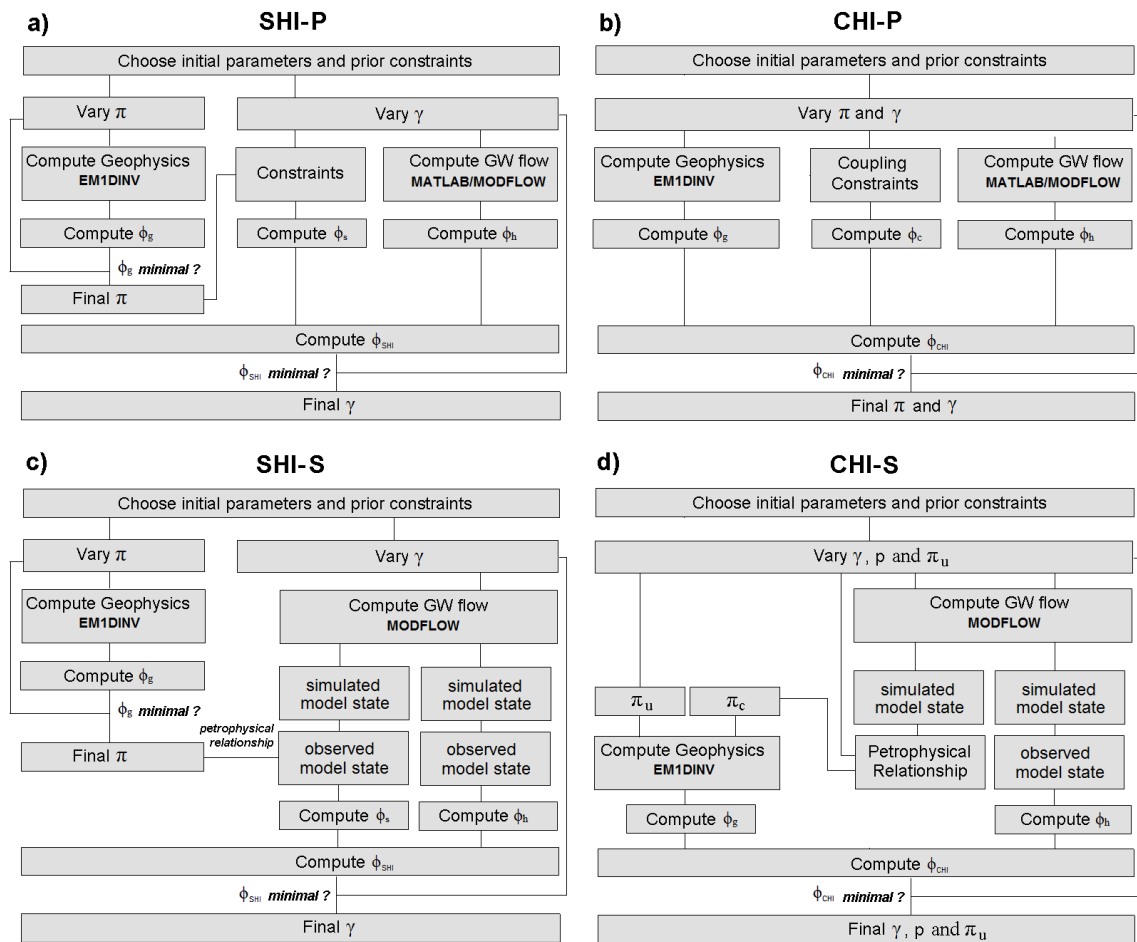 a)
SHI-P
Choose initial parameters and prior constraints
Vary π
Vary γ
Compute Geophysics
EM1DINV
Constraints
Compute GW flow
MATLAB/MODFLOW
Compute ϕg
Compute ϕs
Compute ϕh
ϕg minimal ?
Final π
Compute ϕSHI
ϕSHI minimal ?
Final γ
b)
CHI-P
Choose initial parameters and prior constraints
Vary π and γ
Compute Geophysics
EM1DINV
Coupling
Constraints
Compute GW flow
MATLAB/MODFLOW
Compute ϕg
Compute ϕc
Compute ϕh
Compute ϕCHI
ϕCHI minimal ?
Final π and γ
c)
SHI-S
Choose initial parameters and prior constraints
Vary π
Vary γ
Compute Geophysics
EM1DINV
Compute GW flow
MODFLOW
Compute ϕg
simulated
model state
simulated
model state
ϕg minimal ?
petrophysical
relationship
Final π
observed
model state
observed
model state
Compute ϕs
Compute ϕh
Compute ϕSHI
ϕSHI minimal ?
Final γ
d)
CHI-S
Choose initial parameters and prior constraints
Vary γ, p and πu
Compute GW flow
MODFLOW
πu
πc
simulated
model state
simulated
model state
Compute Geophysics
EM1DINV
Petrophysical
Relationship
observed
model state
Compute ϕg
Compute ϕh
Compute ϕCHI
ϕCHI minimal ?
Final γ, p and πu